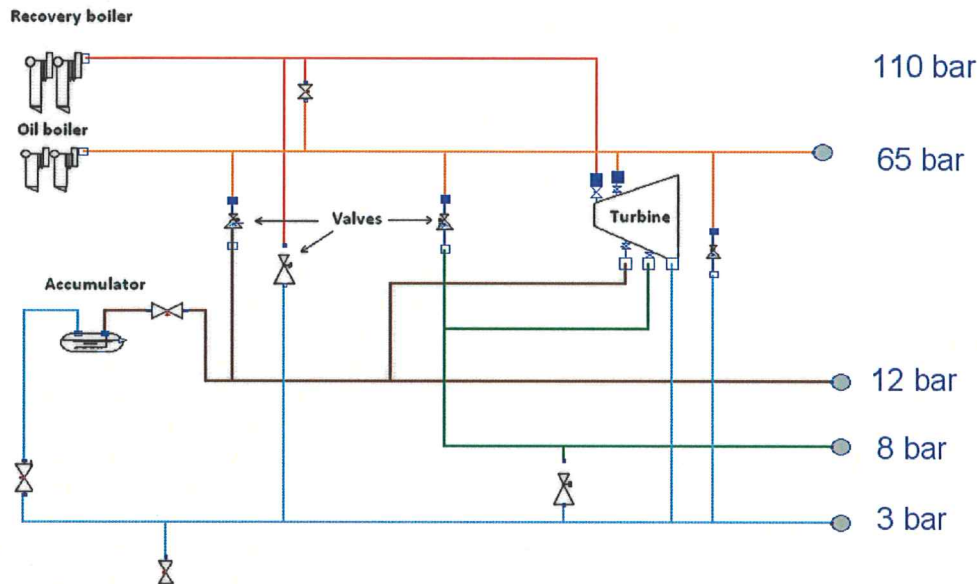 Recovery boiler
110 bar
Oil boiler
65 bar
Valves
Turbine
Accumulator
12 bar
8 bar
3 bar